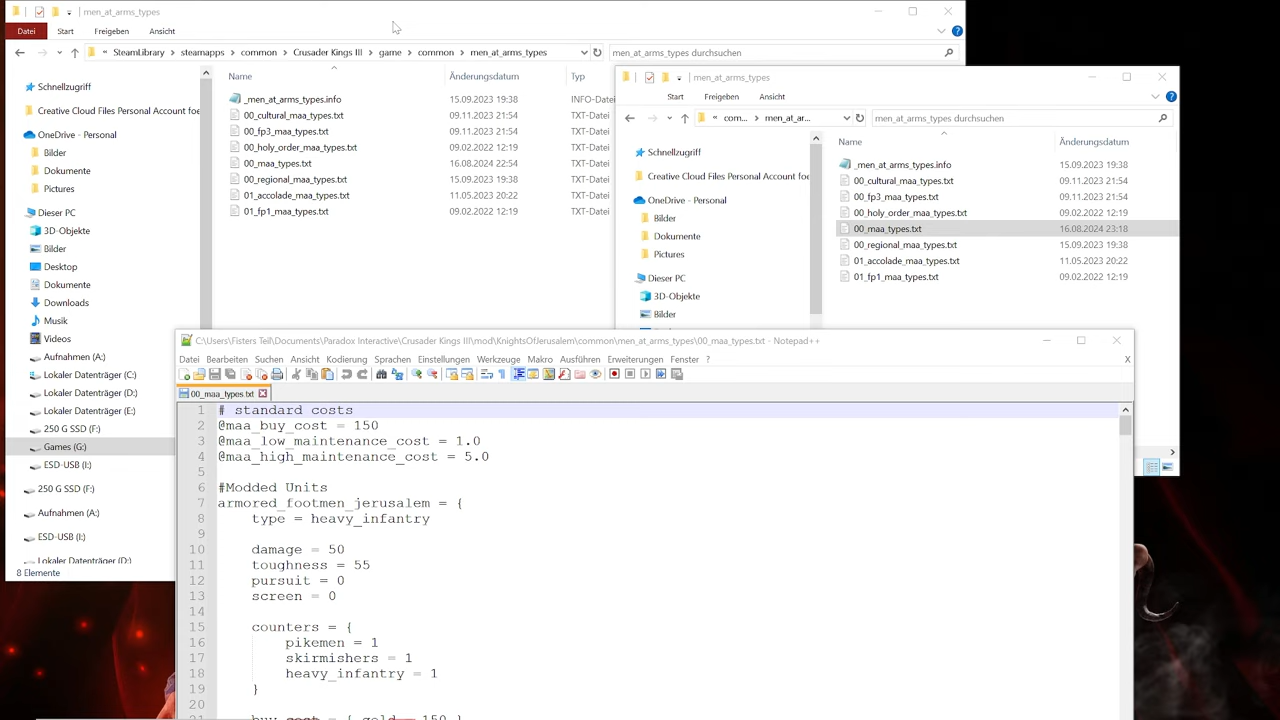 men_at_arms_types
Datei Start Freigeben Ansicht
« SteamLibrary › steamapps › common › Crusader Kings III › game › common › men_at_arms_types
men_at_arms_types durchsuchen
Schnellzugriff
Creative Cloud Files Personal Account foe
OneDrive - Personal
Bilder
Dokumente
Pictures
Dieser PC
3D-Objekte
Bilder
Desktop
Dokumente
Downloads
Musik
Videos
Aufnahmen (A:)
Lokaler Datenträger (C:)
Lokaler Datenträger (D:)
Lokaler Datenträger (E:)
250 G SSD (F:)
Games (G:)
ESD-USB (I:)
250 G SSD (F:)
Aufnahmen (A:)
ESD-USB (I:)
Lokaler Datenträger (D:)
8 Elemente
Name Änderungsdatum Typ
_men_at_arms_types.info 15.09.2023 19:38 INFO-Date
00_cultural_maa_types.txt 09.11.2023 21:54 TXT-Datei
00_fp3_maa_types.txt 09.11.2023 21:54 TXT-Datei
00_holy_order_maa_types.txt 09.02.2022 12:19 TXT-Datei
00_maa_types.txt 16.08.2024 22:54 TXT-Datei
00_regional_maa_types.txt 15.09.2023 19:38 TXT-Datei
01_accolade_maa_types.txt 11.05.2023 20:22 TXT-Datei
01_fp1_maa_types.txt 09.02.2022 12:19 TXT-Datei
men_at_arms_types
Start Freigeben Ansicht
« com... › men_at_ar...
men_at_arms_types durchsuchen
Schnellzugriff
Creative Cloud Files Personal Account foe
OneDrive - Personal
Bilder
Dokumente
Pictures
Dieser PC
3D-Objekte
Bilder
Name Änderungsdatum
_men_at_arms_types.info 15.09.2023 19:38
00_cultural_maa_types.txt 09.11.2023 21:54
00_fp3_maa_types.txt 09.11.2023 21:54
00_holy_order_maa_types.txt 09.02.2022 12:19
00_maa_types.txt 16.08.2024 23:18
00_regional_maa_types.txt 15.09.2023 19:38
01_accolade_maa_types.txt 11.05.2023 20:22
01_fp1_maa_types.txt 09.02.2022 12:19
C:\Users\Fisters Tell\Documents\Paradox Interactive\Crusader Kings III\mod\KnightsOfJerusalem\common\men_at_arms_types\00_maa_types.txt - Notepad++
Datei Bearbeiten Suchen Ansicht Kodierung Sprachen Einstellungen Werkzeuge Makro Ausführen Erweiterungen Fenster ? X
00_maa_types.txt
1 # standard costs
2 @maa_buy_cost = 150
3 @maa_low_maintenance_cost = 1.0
4 @maa_high_maintenance_cost = 5.0
5
6 #Modded Units
7 armored_footmen_jerusalem = {
8 type = heavy_infantry
9
10 damage = 50
11 toughness = 55
12 pursuit = 0
13 screen = 0
14
15 counters = {
16 pikemen = 1
17 skirmishers = 1
18 heavy_infantry = 1
19 }
20
21 buy_cost = { gold = 150 }